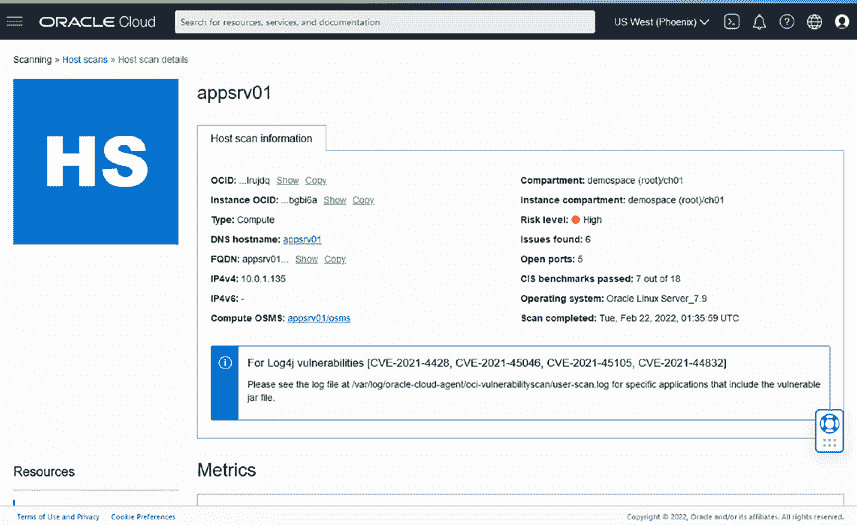 ORACLE Cloud
Search for resources, services, and documentation
US West (Phoenix)
Scanning » Host scans » Host scan details
HS
appsrv01
Host scan information
OCID: ...lrujdq Show Copy
Instance OCID: ...bgbi6a Show Copy
Type: Compute
DNS hostname: appsrv01
FQDN: appsrv01... Show Copy
IP4v4: 10.0.1.135
IP4v6: -
Compute OSMS: appsrv01/osms
Compartment: demospace (root)/ch01
Instance compartment: demospace (root)/ch01
Risk level: High
Issues found: 6
Open ports: 5
CIS benchmarks passed: 7 out of 18
Operating system: Oracle Linux Server_7.9
Scan completed: Tue, Feb 22, 2022, 01:35:59 UTC
For Log4j vulnerabilities [CVE-2021-4428, CVE-2021-45046, CVE-2021-45105, CVE-2021-44832]
Please see the log file at /var/log/oracle-cloud-agent/oci-vulnerabilityscan/user-scan.log for specific applications that include the vulnerable
jar file.
Resources
Metrics
Terms of Use and Privacy Cookie Preferences
Copyright © 2022, Oracle and/or its affiliates. All rights reserved.